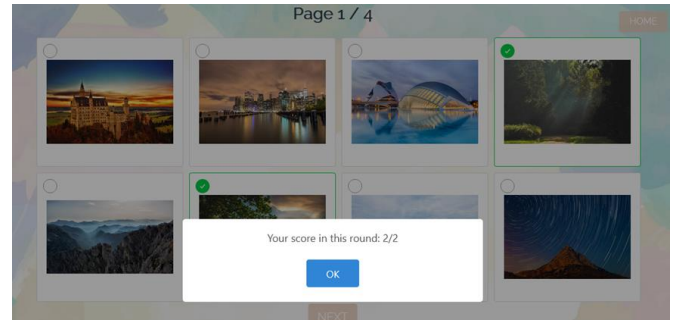 Page 1 / 4
HOME
Your score in this round: 2/2
OK
NEXT